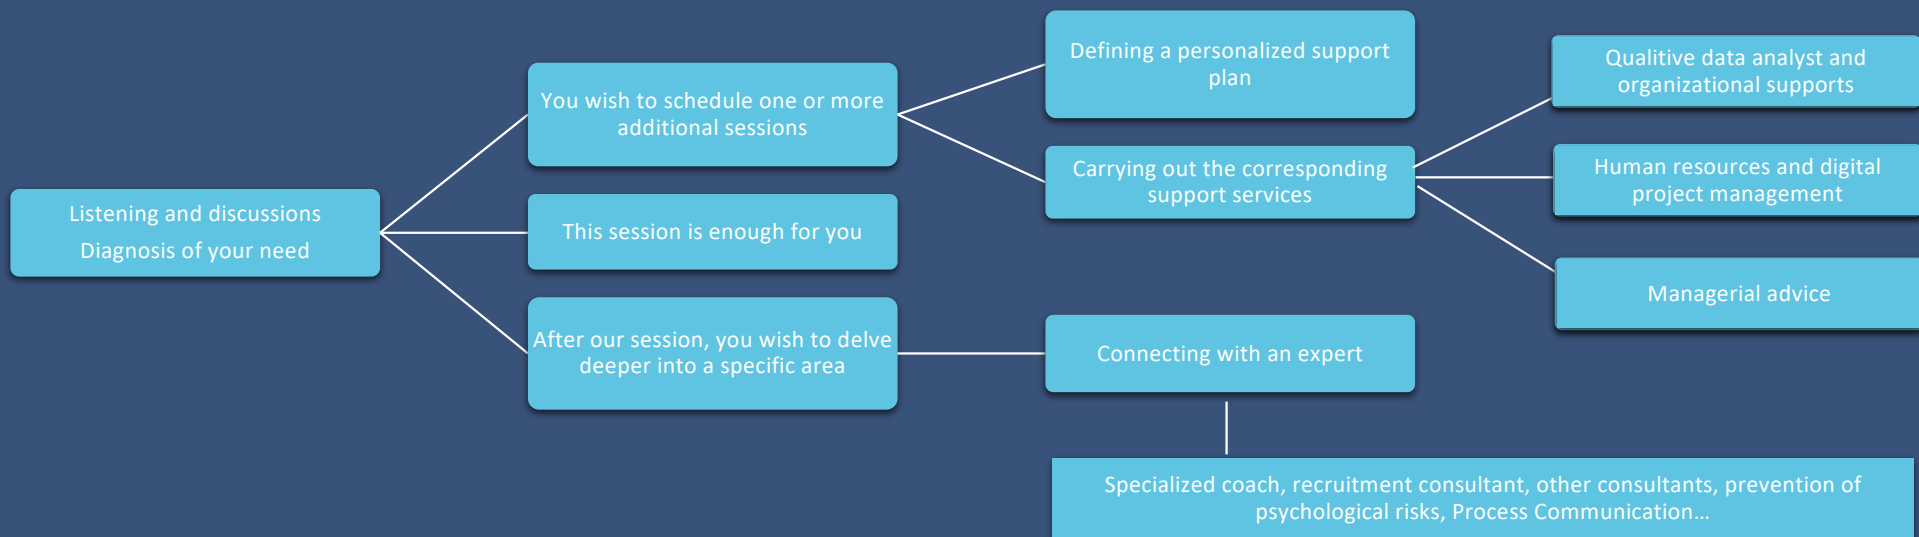 Listening and discussions
Diagnosis of your need
You wish to schedule one or more
additional sessions
This session is enough for you
After our session, you wish to delve
deeper into a specific area
Defining a personalized support
plan
Carrying out the corresponding
support services
Connecting with an expert
Qualitive data analyst and
organizational supports
Human resources and digital
project management
Managerial advice
Specialized coach, recruitment consultant, other consultants, prevention of
psychological risks, Process Communication…